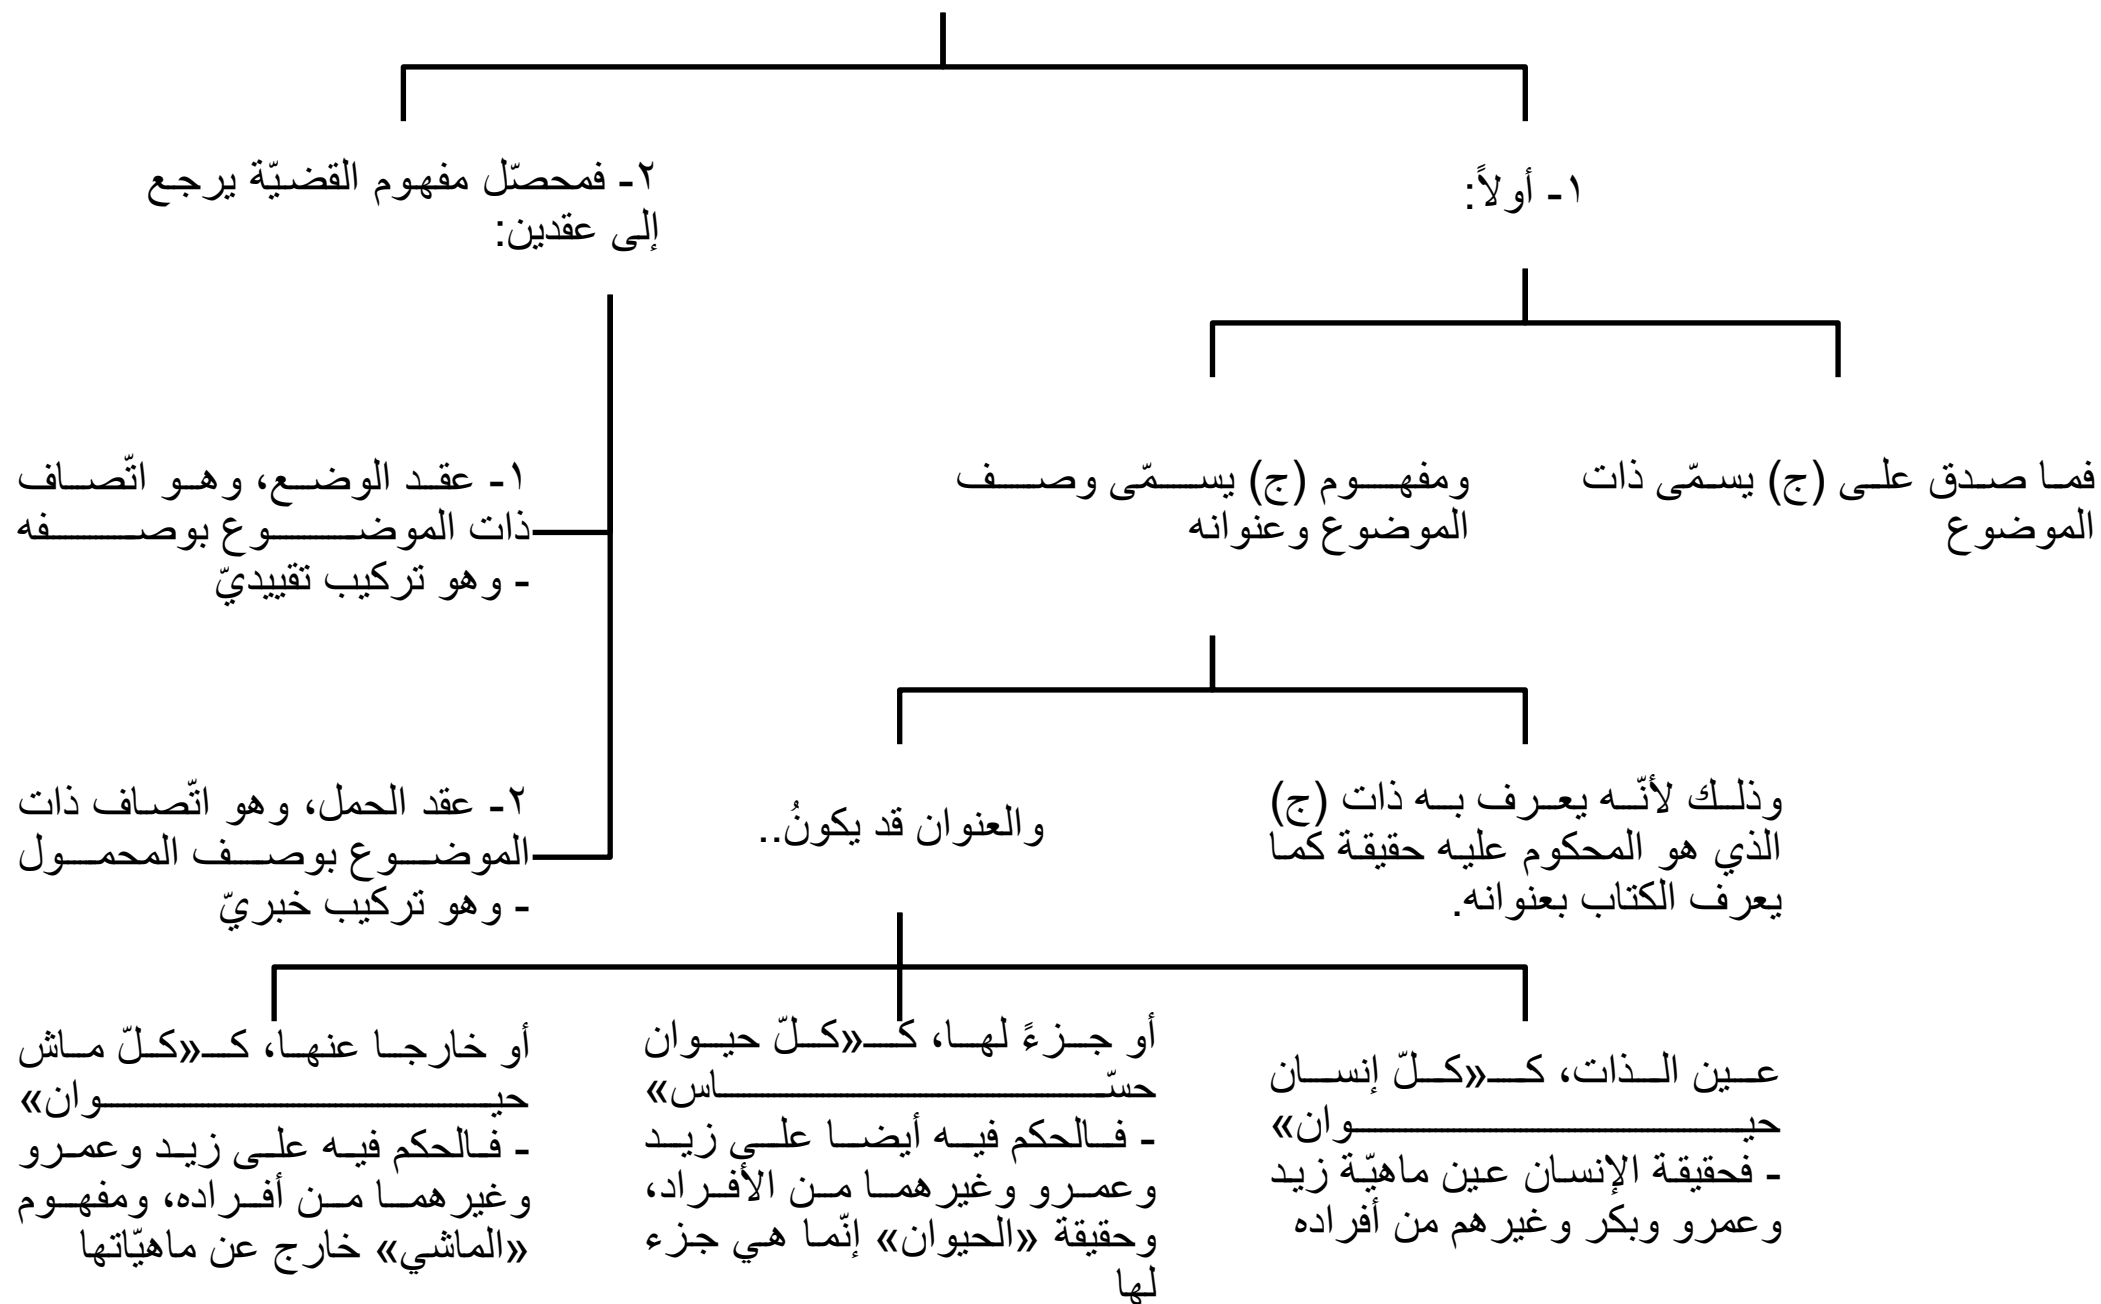 ١- أولاً:
٢- فمحصّل مفهوم القضيّة يرجع
إلى عقدين:
فما صدق على (ج) يسمّى ذات
الموضوع
ومفهوم (ج) يسمّى وصف
الموضوع وعنوانه
وذلك لأنّه يعرف به ذات (ج)
الذي هو المحكوم عليه حقيقة كما
يعرف الكتاب بعنوانه.
والعنوان قد يكونُ..
عين الذات، كـ«كلّ إنسان
حيوان»
- فحقيقة الإنسان عين ماهيّة زيد
وعمرو وبكر وغيرهم من أفراده
أو جزءً لها، كـ«كلّ حيوان
حسّاس»
- فالحكم فيه أيضا على زيد
وعمرو وغيرهما من الأفراد،
وحقيقة «الحيوان» إنّما هي جزء
لها
أو خارجا عنها، كـ«كلّ ماش
حيوان»
- فالحكم فيه على زيد وعمرو
وغيرهما من أفراده، ومفهوم
«الماشي» خارج عن ماهيّاتها
١- عقد الوضع، وهو اتّصاف
ذات الموضوع بوصفه
- وهو تركيب تقييديّ
٢- عقد الحمل، وهو اتّصاف ذات
الموضوع بوصف المحمول
- وهو تركيب خبريّ